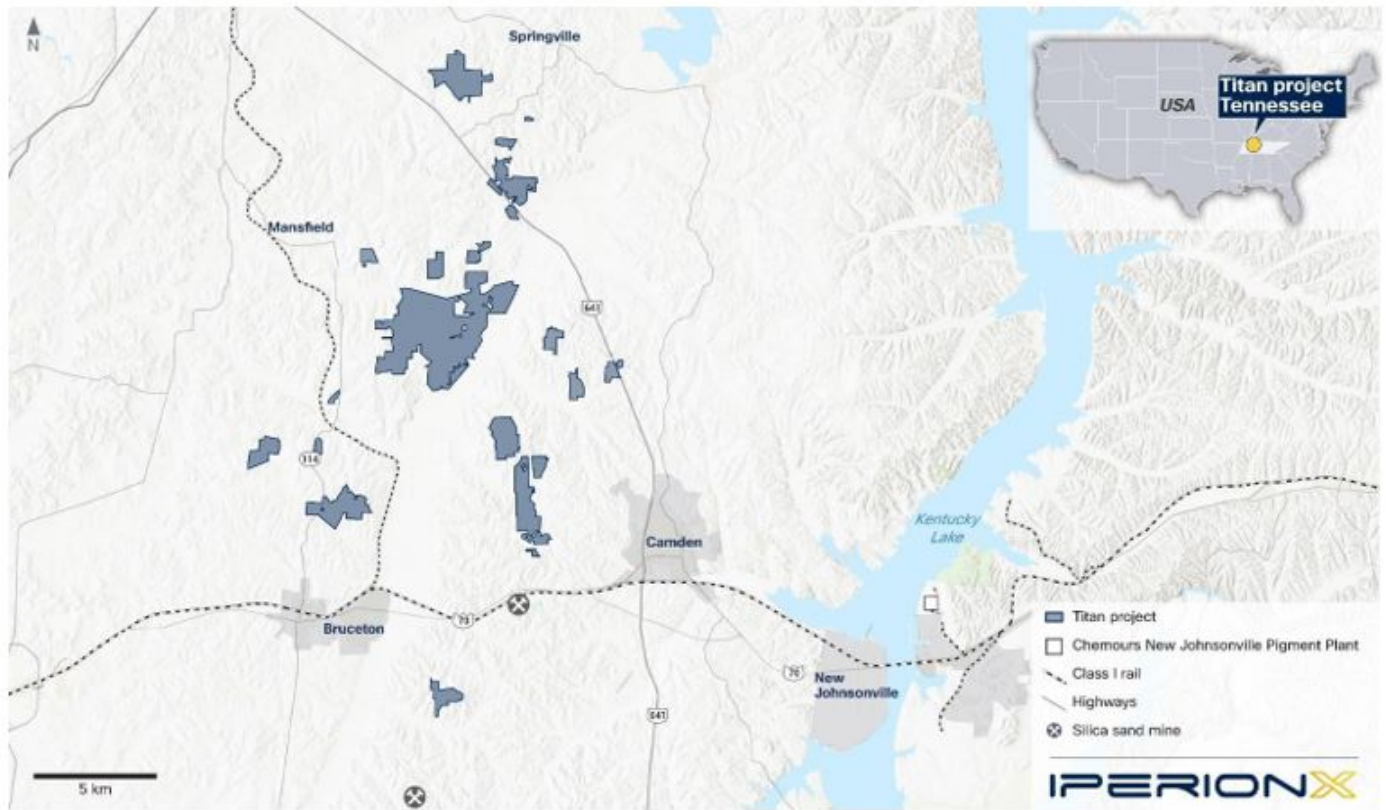 N
Springville
USA
Titan project
Tennessee
Mansfield
641
114
Kentucky
Lake
Camden
Bruceton
70
New
Johnsonville
641
Titan project
Chemours New Johnsonville Pigment Plant
Class I rail
Highways
Silica sand mine
5 km
IPERIONX